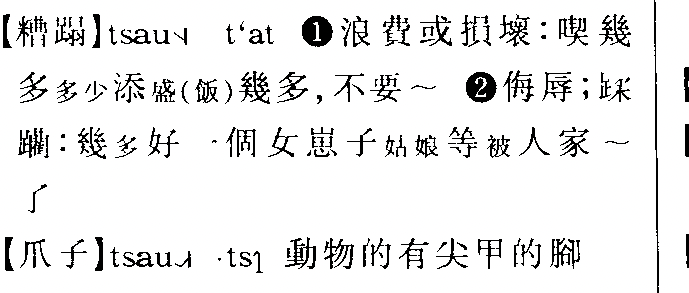 【糟蹋】tsau˧˩ t‘at ❶浪費或損壞：喫幾
多多少添盛(飯)幾多，不要～ ❷侮辱；踩
躪：幾多好 ·個女崽子姑娘等被人家～
了
【爪子】tsau˩˧ ·tsɿ 動物的有尖甲的腳